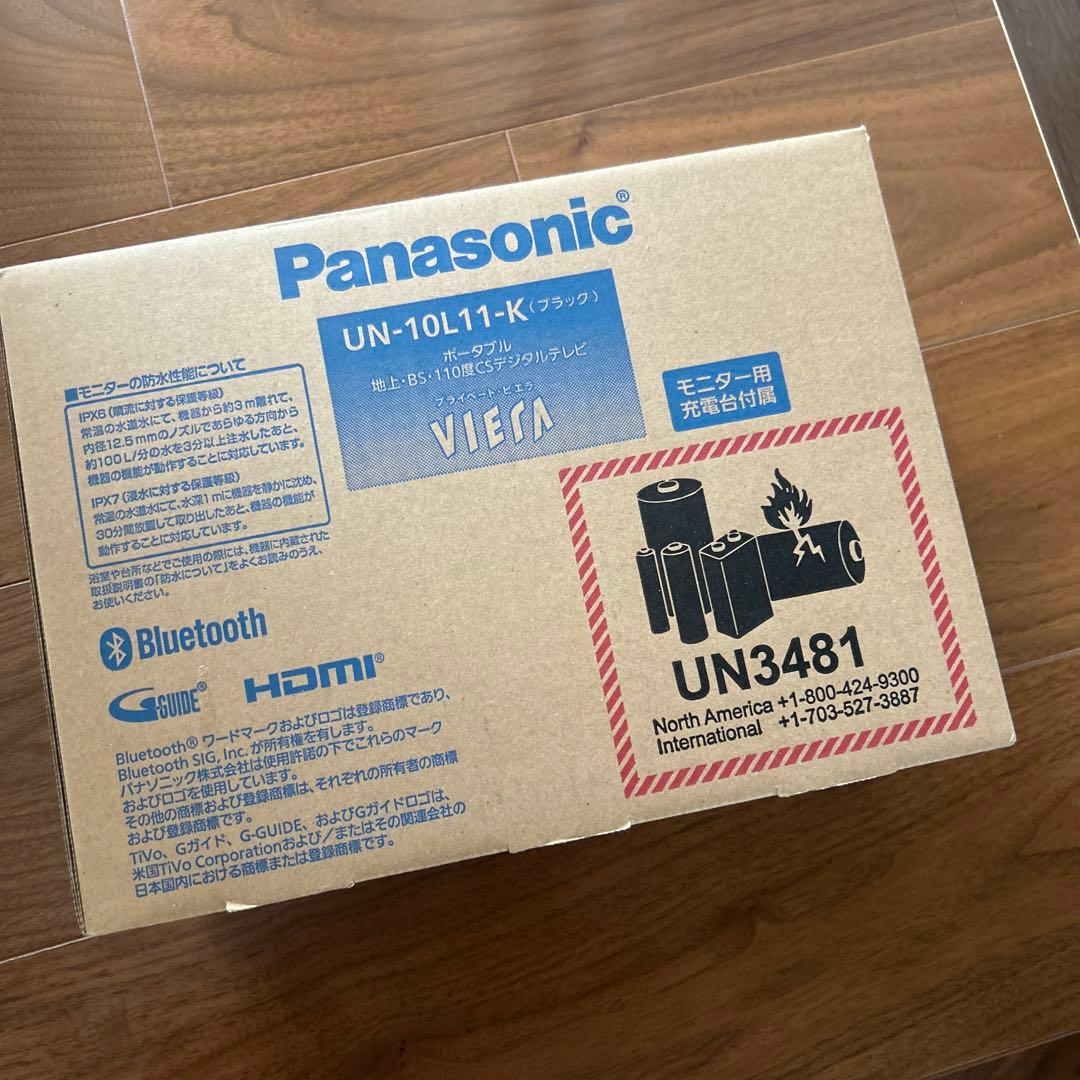 Panasonic®
UN-10L11-K(ブラック)
ポータブル
地上・BS・110度CSデジタルテレビ
プライベート・ビエラ
VIERA
モニター用
充電台付属
■モニターの防水性能について
IPX6(噴流に対する保護等級)
常温の水道水にて、機器から約3m離れて、
内径12.5mmのノズルであらゆる方向から
約100L/分の水を3分以上注水したあと、
機器の機能が動作することに対応しています。
IPX7(浸水に対する保護等級)
常温の水道水にて、水深1mに機器を静かに沈め、
30分間放置して取り出したあと、機器の機能が
動作することに対応しています。
浴室や台所などでご使用の際には、機器に内蔵された
取扱説明書の「防水について」をよくお読みのうえ、
お使いください。
Bluetooth
G-GUIDE®
HDMI®
Bluetooth® ワードマークおよびロゴは登録商標であり、
Bluetooth SIG, Inc. が所有権を有します。
パナソニック株式会社は使用許諾の下でこれらのマーク
およびロゴを使用しています。
その他の商標および登録商標は、それぞれの所有者の商標
および登録商標です。
TiVo、Gガイド、G-GUIDE、およびGガイドロゴは、
米国TiVo Corporationおよび/またはその関連会社の
日本国内における商標または登録商標です。
UN3481
North America +1-800-424-9300
International +1-703-527-3887